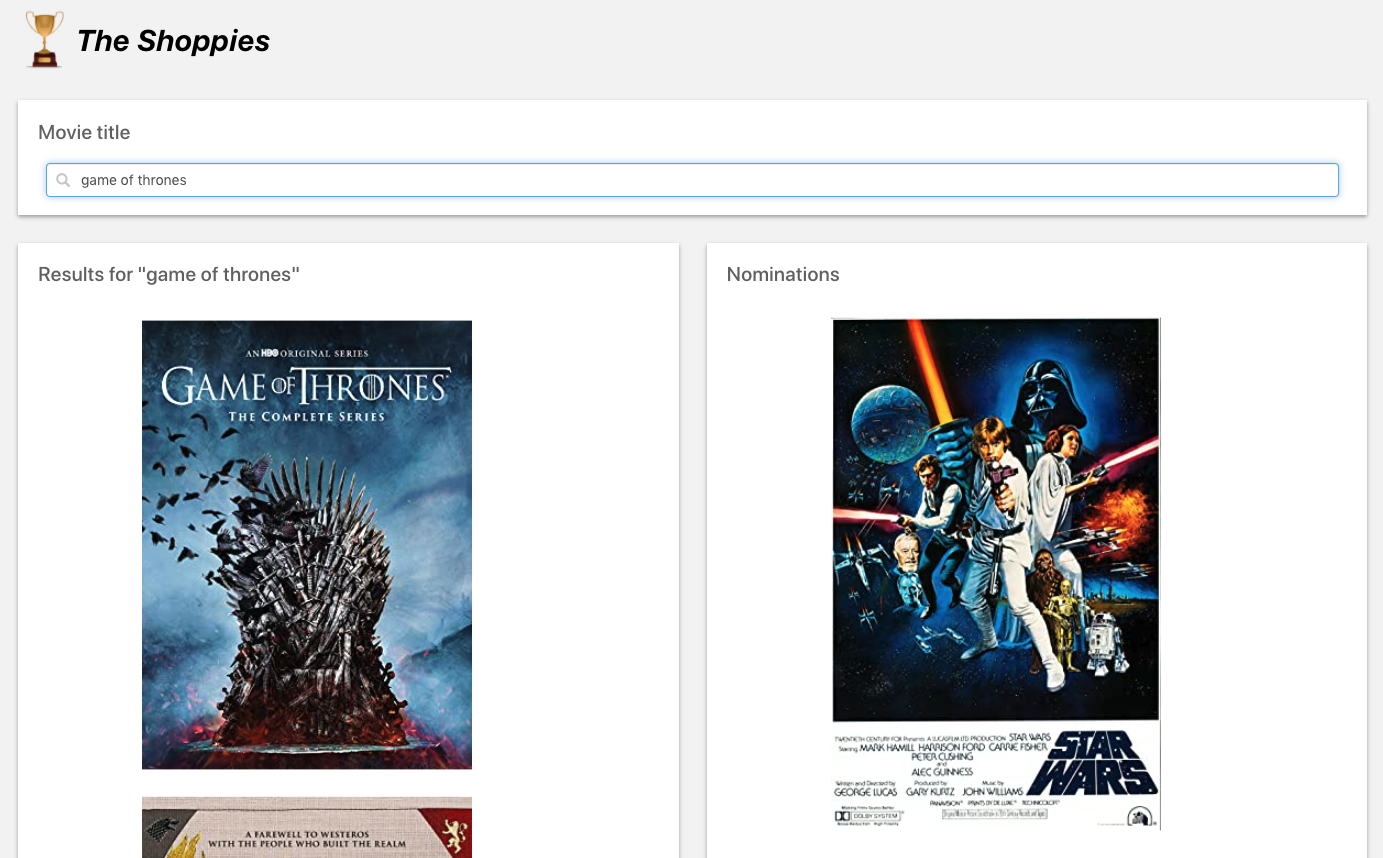 The Shoppies
Movie title
game of thrones
Results for "game of thrones"
Nominations
AN HBO ORIGINAL SERIES
GAME OF THRONES
THE COMPLETE SERIES
A FAREWELL TO WESTEROS
WITH THE PEOPLE WHO BUILT THE REALM
TWENTIETH CENTURY-FOX Presents A LUCASFILM LTD PRODUCTION STAR WARS
Starring MARK HAMILL HARRISON FORD CARRIE FISHER
PETER CUSHING
and
ALEC GUINNESS
STAR
WARS
Written and Directed by Produced by Music by
GEORGE LUCAS GARY KURTZ JOHN WILLIAMS
PANAVISION® PRINTS BY DE LUXE® TECHNICOLOR®
DOLBY SYSTEM